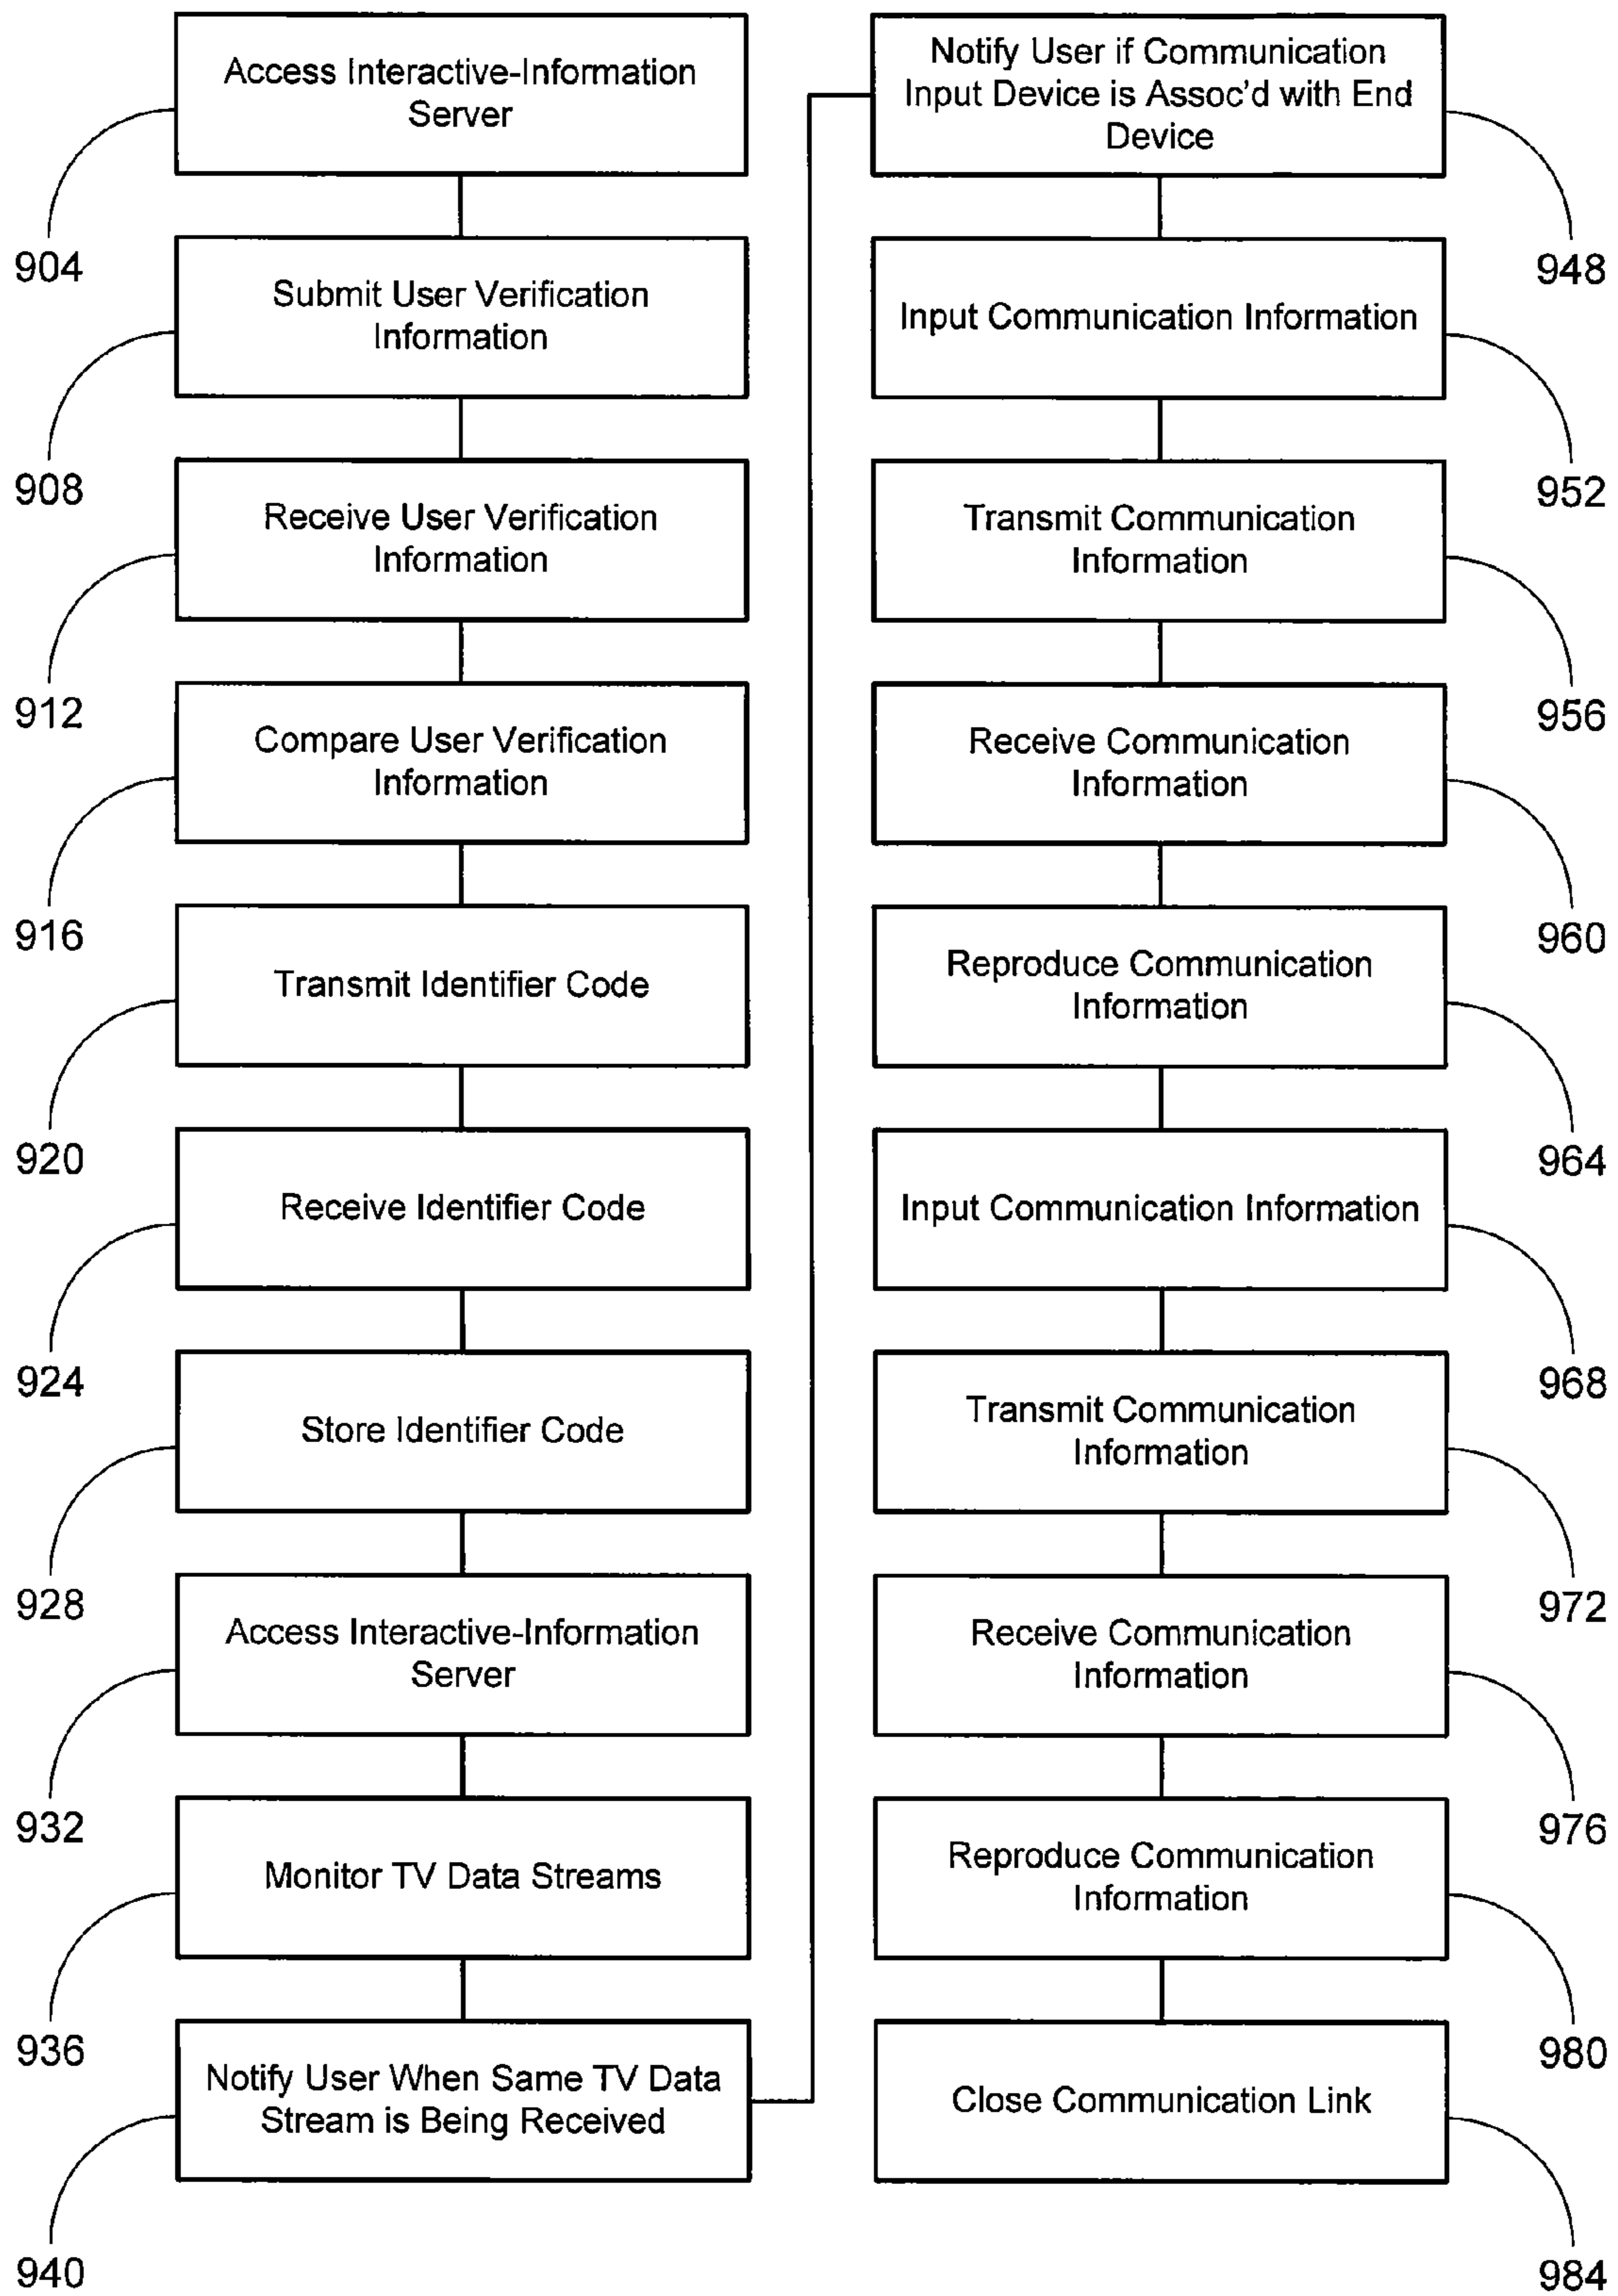 Access Interactive-Information
Server
904
Submit User Verification
Information
908
Receive User Verification
Information
912
Compare User Verification
Information
916
Transmit Identifier Code
920
Receive Identifier Code
924
Store Identifier Code
928
Access Interactive-Information
Server
932
Monitor TV Data Streams
936
Notify User When Same TV Data
Stream is Being Received
940
Notify User if Communication
Input Device is Assoc'd with End
Device
948
Input Communication Information
952
Transmit Communication
Information
956
Receive Communication
Information
960
Reproduce Communication
Information
964
Input Communication Information
968
Transmit Communication
Information
972
Receive Communication
Information
976
Reproduce Communication
Information
980
Close Communication Link
984